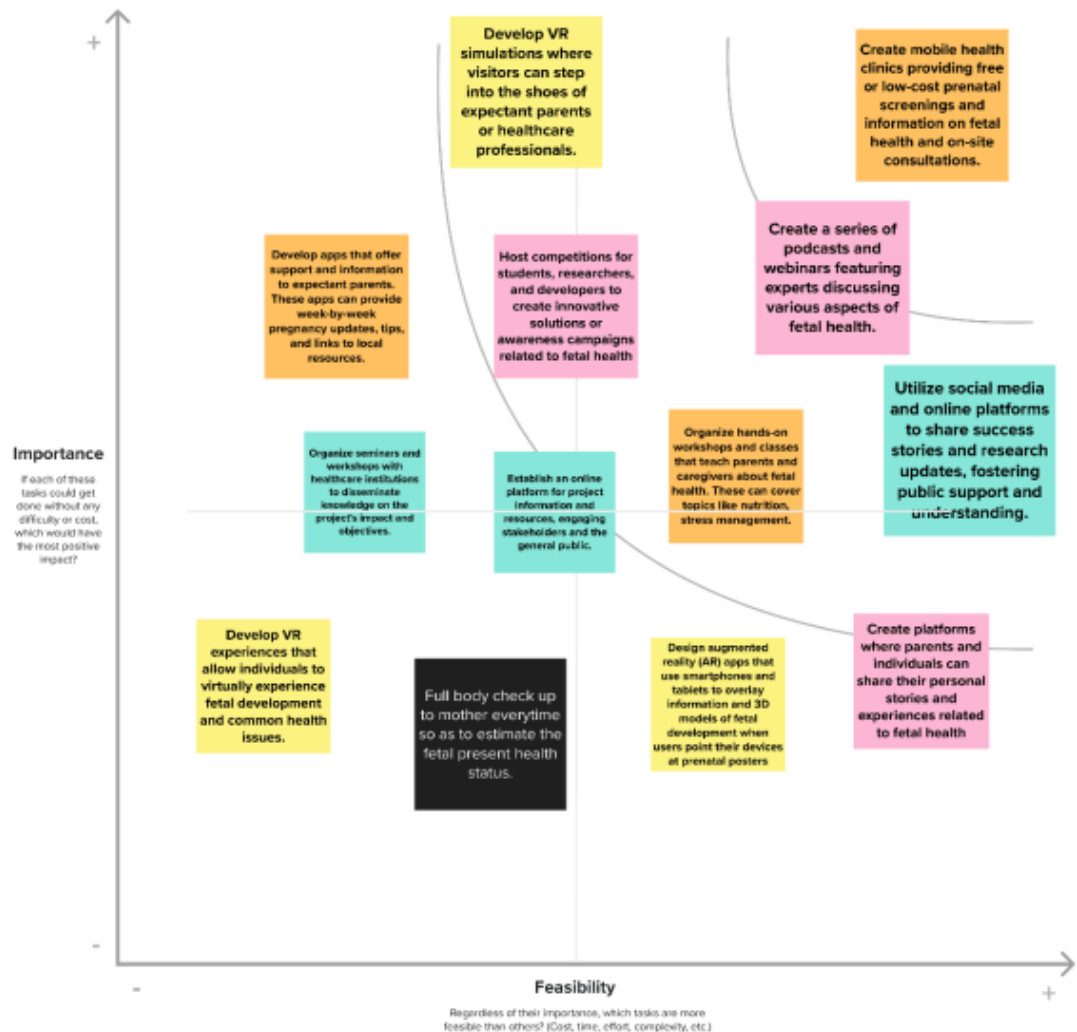 +
Develop VR
simulations where
visitors can step
into the shoes of
expectant parents
or healthcare
professionals.
Create mobile health
clinics providing free
or low-cost prenatal
screenings and
information on fetal
health and on-site
consultations.
Create a series of
podcasts and
webinars featuring
experts discussing
various aspects of
fetal health.
Develop apps that offer
support and information
to expectant parents.
These apps can provide
week-by-week
pregnancy updates, tips,
and links to local
resources.
Host competitions for
students, researchers,
and developers to
create innovative
solutions or
awareness campaigns
related to fetal health
Utilize social media
and online platforms
to share success
stories and research
updates, fostering
public support and
understanding.
Importance
If each of these
tasks could get
done without any
difficulty or cost,
which would have
the most positive
impact?
Organize seminars and
workshops with
healthcare institutions
to disseminate
knowledge on the
project's impact and
objectives.
Establish an online
platform for project
information and
resources, engaging
stakeholders and the
general public.
Organize hands-on
workshops and classes
that teach parents and
caregivers about fetal
health. These can cover
topics like nutrition,
stress management.
Develop VR
experiences that
allow individuals to
virtually experience
fetal development
and common health
issues.
Full body check up
to mother everytime
so as to estimate the
fetal present health
status.
Design augmented
reality (AR) apps that
use smartphones and
tablets to overlay
information and 3D
models of fetal
development when
users point their devices
at prenatal posters
Create platforms
where parents and
individuals can
share their personal
stories and
experiences related
to fetal health
-
-
Feasibility
+
Regardless of their importance, which tasks are more
feasible than others? (Cost, time, effort, complexity, etc.)